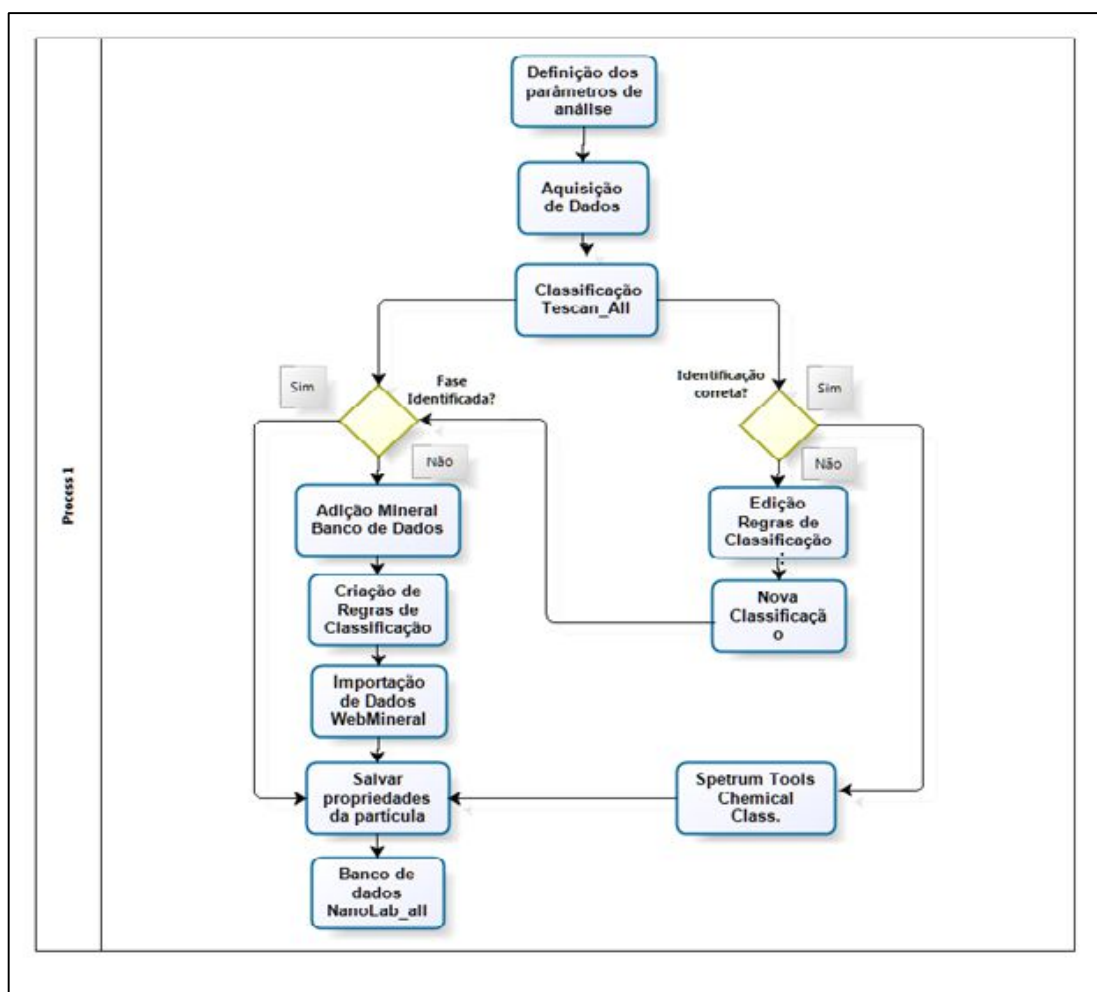 Process 1
Definição dos
parâmetros de
análise
Aquisição
de Dados
Classificação
Tescan_All
Sim
Fase
Identificada?
Identificação
correta?
Sim
Não
Não
Adição Mineral
Banco de Dados
Edição
Regras de
Classificação
Criação de
Regras de
Classificação
Nova
Classificaçã
o
Importação
de Dados
WebMineral
Salvar
propriedades
da partícula
Spetrum Tools
Chemical
Class.
Banco de
dados
NanoLab_all